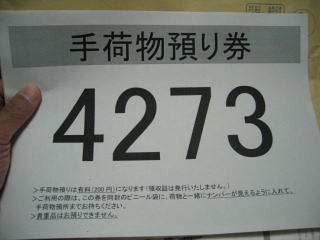 手荷物預り券
4273
>手荷物預りは有料(200円)になります(領収証は発行いたしません。)
>ご利用の際は、この券を同封のビニール袋に、荷物と一緒にナンバーが見えるように入れて、
手荷物預所までお持ちください。
>貴重品はお預りできません。